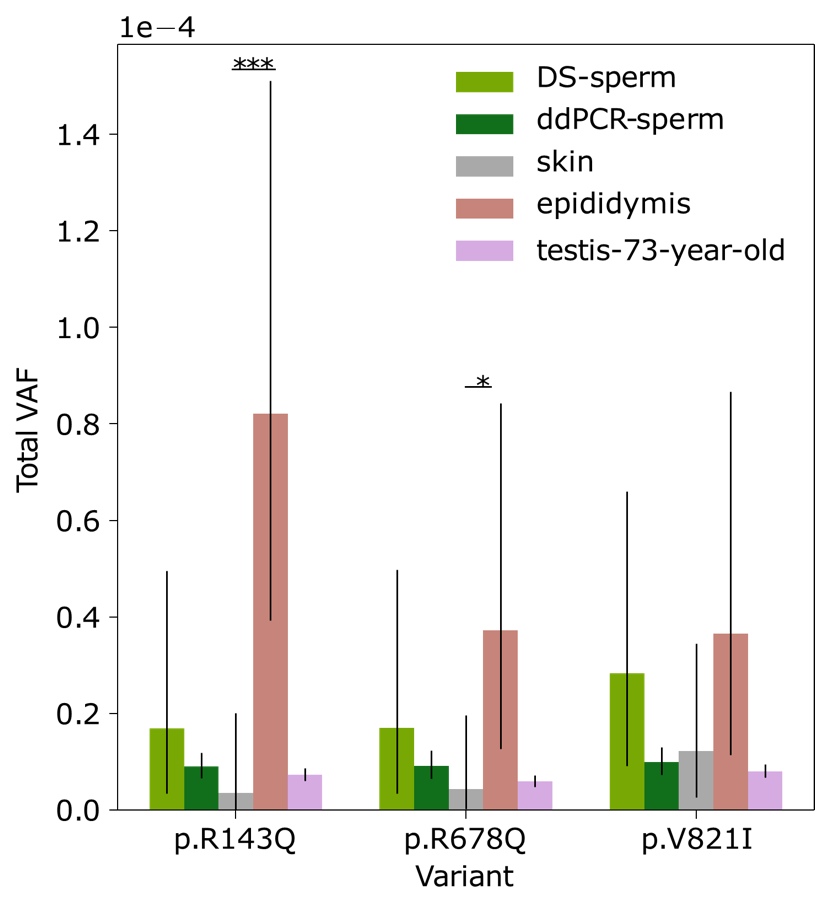 1e−4
***
DS-sperm
ddPCR-sperm
skin
epididymis
testis-73-year-old
1.4
1.2
1.0
*
0.8
0.6
0.4
0.2
0.0
Total VAF
p.R143Q p.R678Q p.V821I
Variant